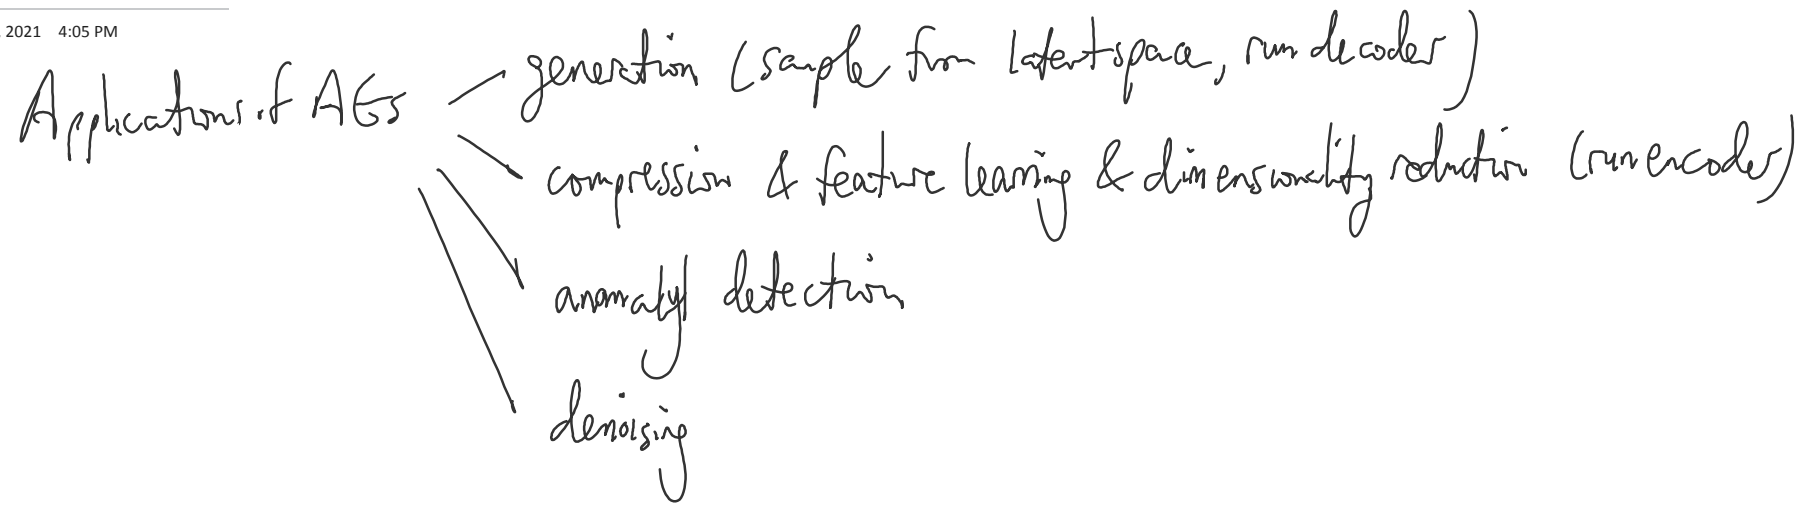 2021 4:05 PM
Applications of AEs
generation (sample from latent space, run decoder)
compression & feature learning & dimensionality reduction (run encoder)
anomaly detection
denoising